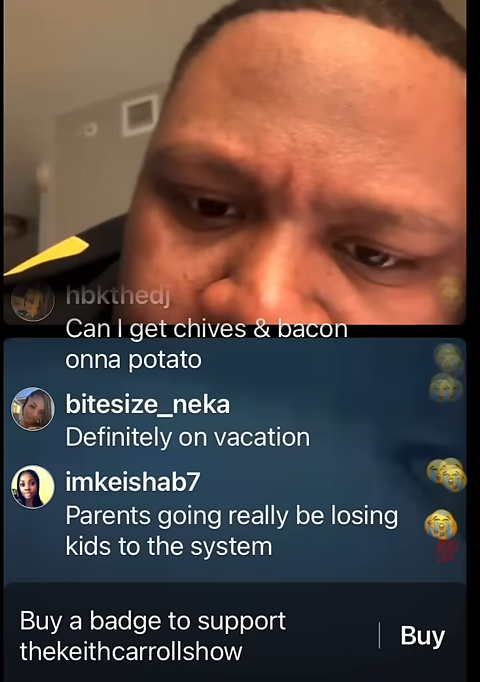 hbkthedj
Can I get chives & bacon
onna potato
bitesize_neka
Definitely on vacation
imkeishab7
Parents going really be losing
kids to the system
Buy a badge to support
thekeithcarrollshow
Buy